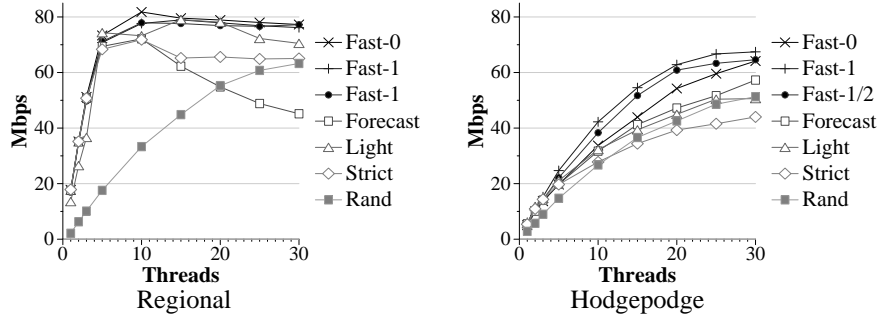 80
60
40
20
0
Mbps
0 10 20 30
Threads
Regional
Fast-0
Fast-1
Fast-1
Forecast
Light
Strict
Rand
80
60
40
20
0
Mbps
0 10 20 30
Threads
Hodgepodge
Fast-0
Fast-1
Fast-1/2
Forecast
Light
Strict
Rand